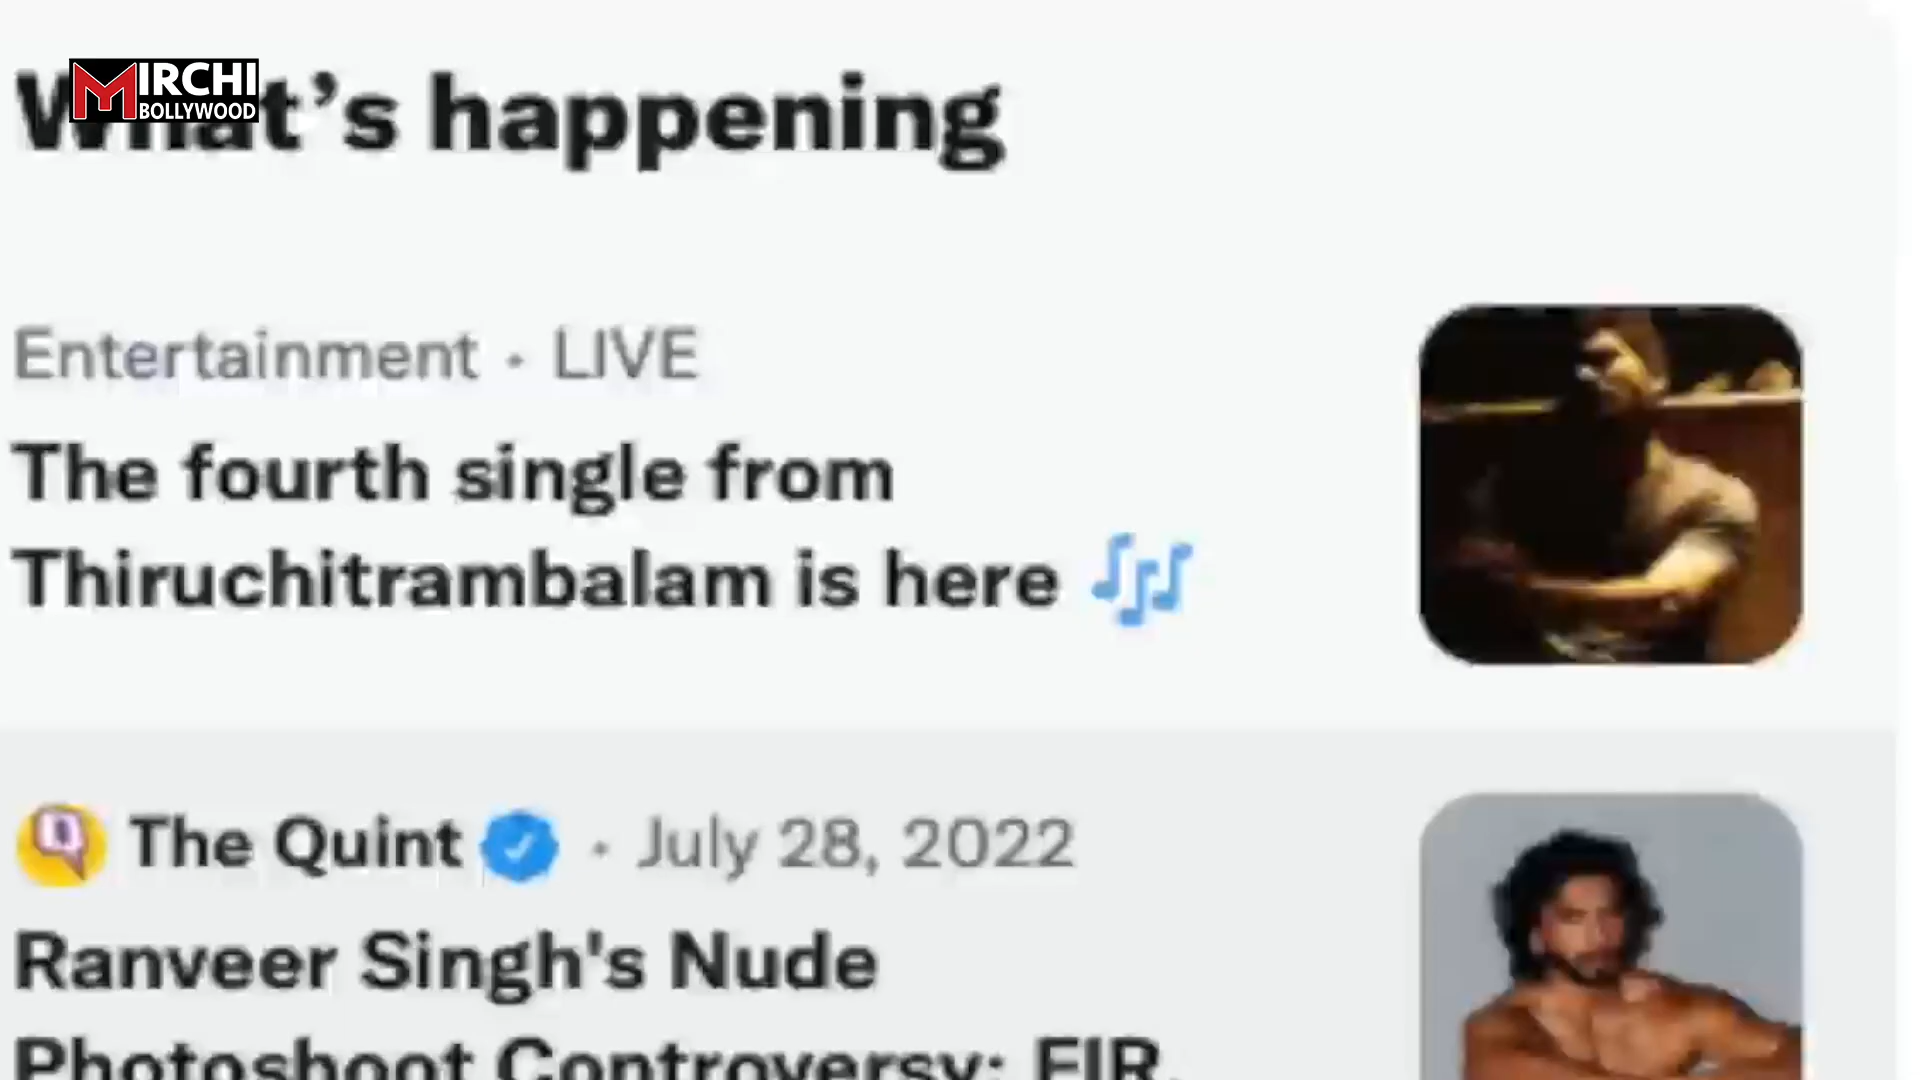 MIRCHI
BOLLYWOOD
What's happening
Entertainment · LIVE
The fourth single from
Thiruchitrambalam is here 🎶
The Quint · July 28, 2022
Ranveer Singh's Nude
Photoshoot Controversy: FIR,